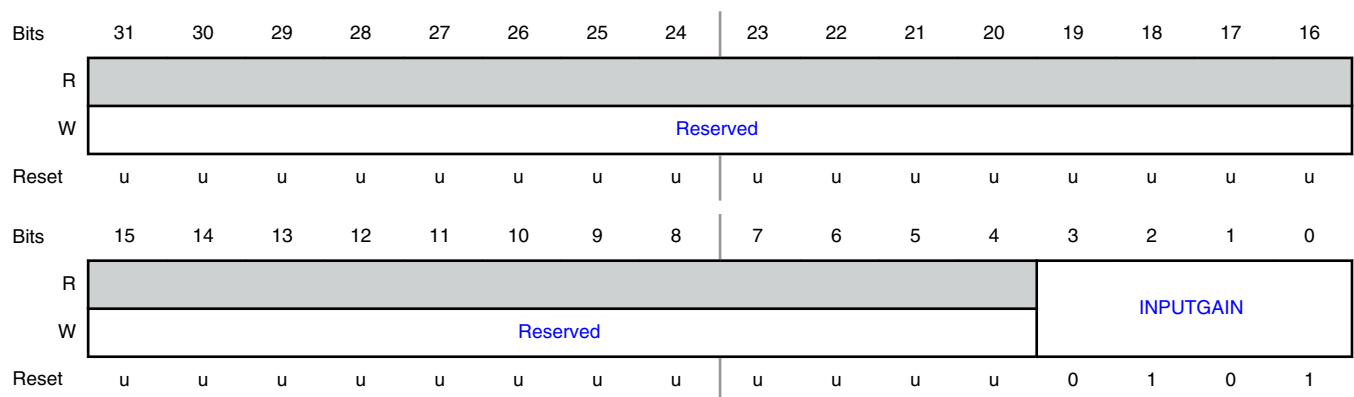 Bits 31 30 29 28 27 26 25 24 23 22 21 20 19 18 17 16
R
W Reserved
Reset u u u u u u u u u u u u u u u u
Bits 15 14 13 12 11 10 9 8 7 6 5 4 3 2 1 0
R
INPUTGAIN
W Reserved
Reset u u u u u u u u u u u u 0 1 0 1